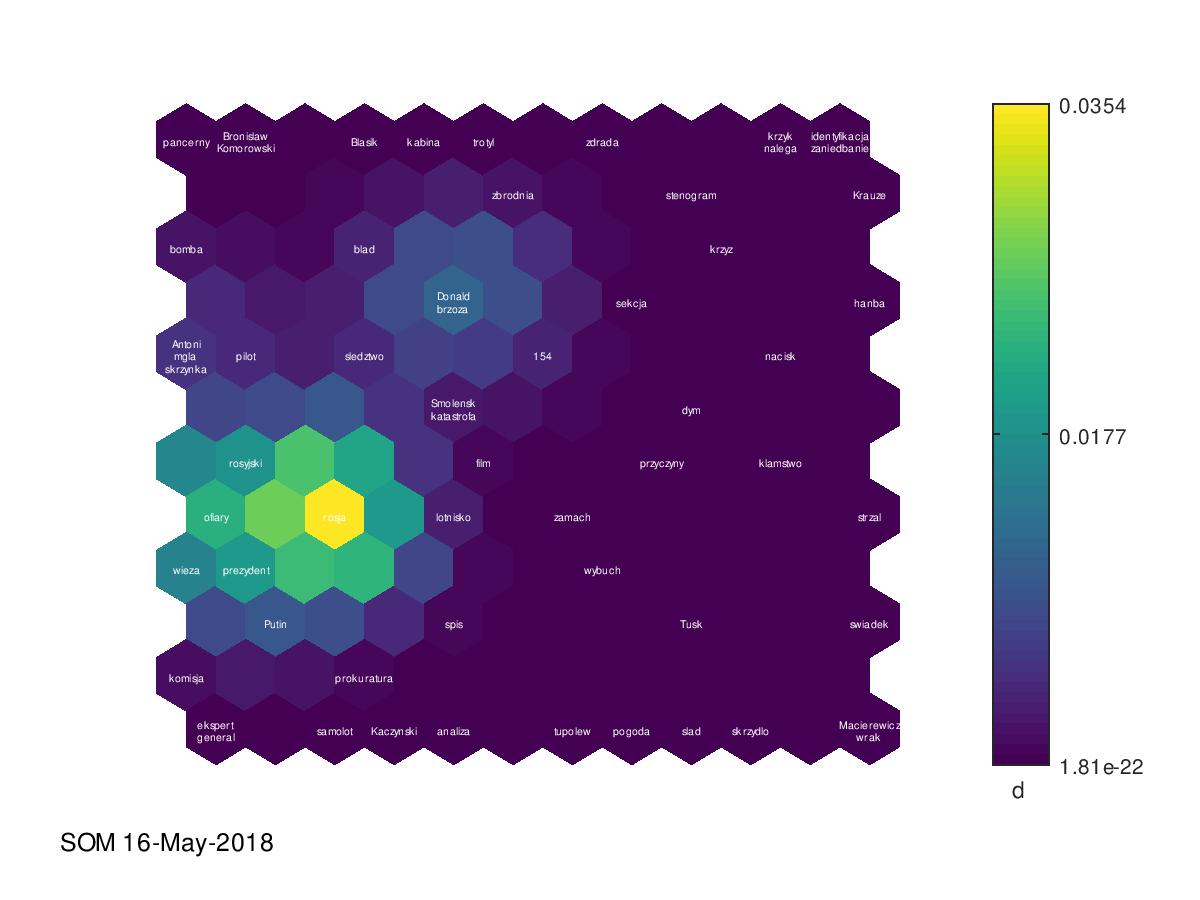 0.0354
pancerny
Bronislaw
Komorowski
Blasik
kabina
trotyl
zdrada
krzyk
nalega
identyfikacja
zaniedbanie
zbrodnia
stenogram
Krauze
bomba
blad
krzyz
Donald
brzoza
sekcja
hanba
Antoni
mgla
skrzynka
pilot
sledztwo
154
nacisk
Smolensk
katastrofa
dym
0.0177
rosyjski
film
przyczyny
klamstwo
ofiary
rosja
lotnisko
zamach
strzal
wieza
prezydent
wybuch
Putin
spis
Tusk
swiadek
komisja
prokuratura
ekspert
general
samolot
Kaczynski
analiza
tupolew
pogoda
slad
skrzydlo
Macierewicz
wrak
1.81e-22
d
SOM 16-May-2018